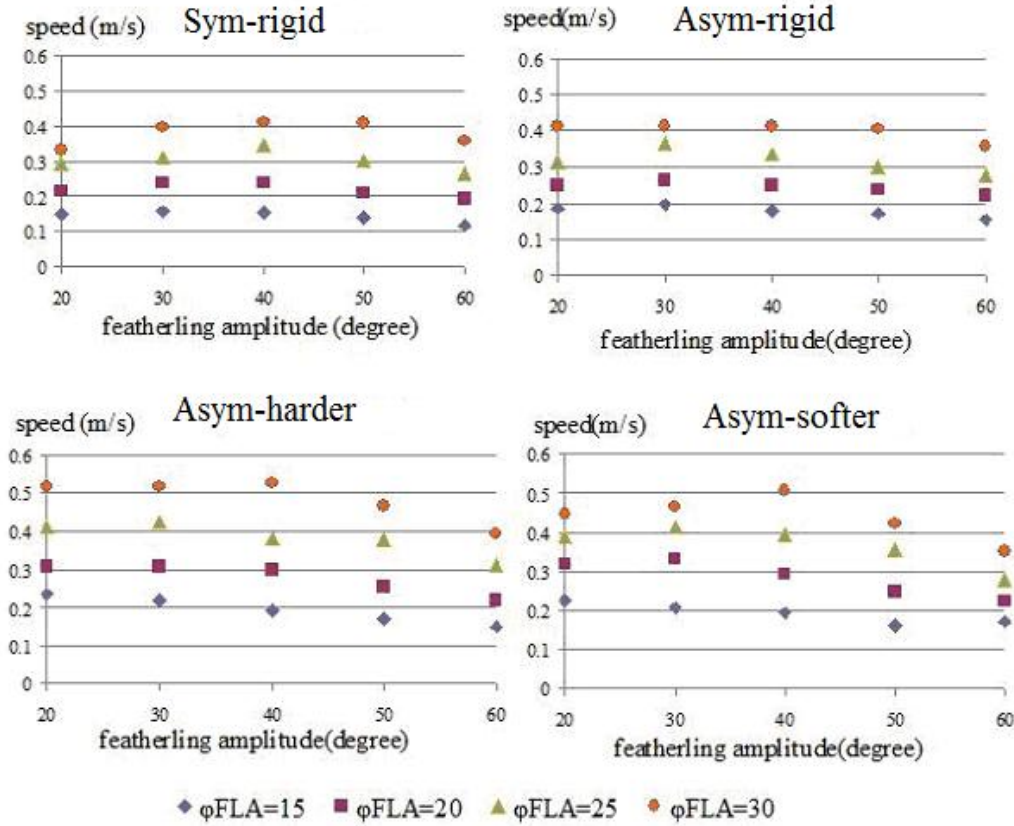 Sym-rigid
speed (m/s)
0.6
0.5
0.4
0.3
0.2
0.1
0
20 30 40 50 60
featherling amplitude (degree)
Asym-rigid
speed(m/s)
0.6
0.5
0.4
0.3
0.2
0.1
0
20 30 40 50 60
featherling amplitude(degree)
Asym-harder
speed (m/s)
0.6
0.5
0.4
0.3
0.2
0.1
0
20 30 40 50 60
featherling amplitude(degree)
Asym-softer
speed(m/s)
0.6
0.5
0.4
0.3
0.2
0.1
0
20 30 40 50 60
featherling amplitude(degree)
φFLA=15 φFLA=20 φFLA=25 φFLA=30